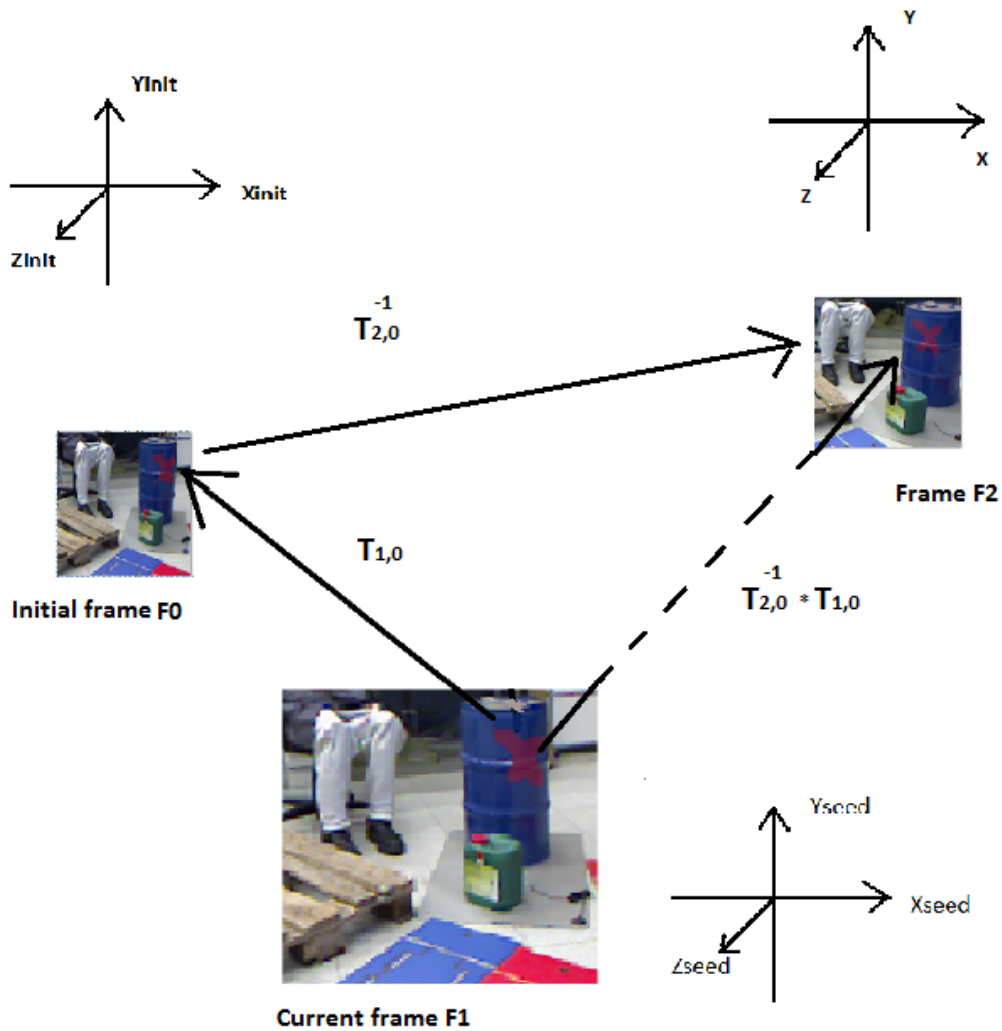 Y
YInit
X
Xinit
Z
ZInit
-1
T2,0
Frame F2
T1,0
-1
T2,0 * T1,0
Initial frame F0
Yseed
Xseed
Zseed
Current frame F1